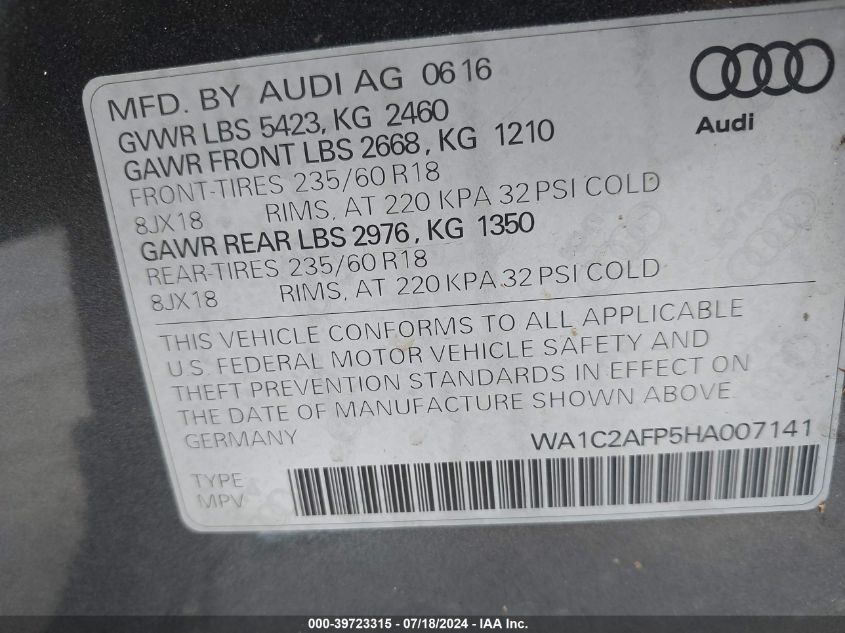 MFD. BY AUDI AG 0616
GVWR LBS 5423, KG 2460
GAWR FRONT LBS 2668, KG 1210
FRONT-TIRES 235/60 R18
8JX18 RIMS, AT 220 KPA 32 PSI COLD
GAWR REAR LBS 2976, KG 1350
REAR-TIRES 235/60 R18
8JX18 RIMS, AT 220 KPA 32 PSI COLD
Audi
THIS VEHICLE CONFORMS TO ALL APPLICABLE
U.S. FEDERAL MOTOR VEHICLE SAFETY AND
THEFT PREVENTION STANDARDS IN EFFECT ON
THE DATE OF MANUFACTURE SHOWN ABOVE.
GERMANY WA1C2AFP5HA007141
TYPE
MPV
000-39723315 - 07/18/2024 - IAA Inc.